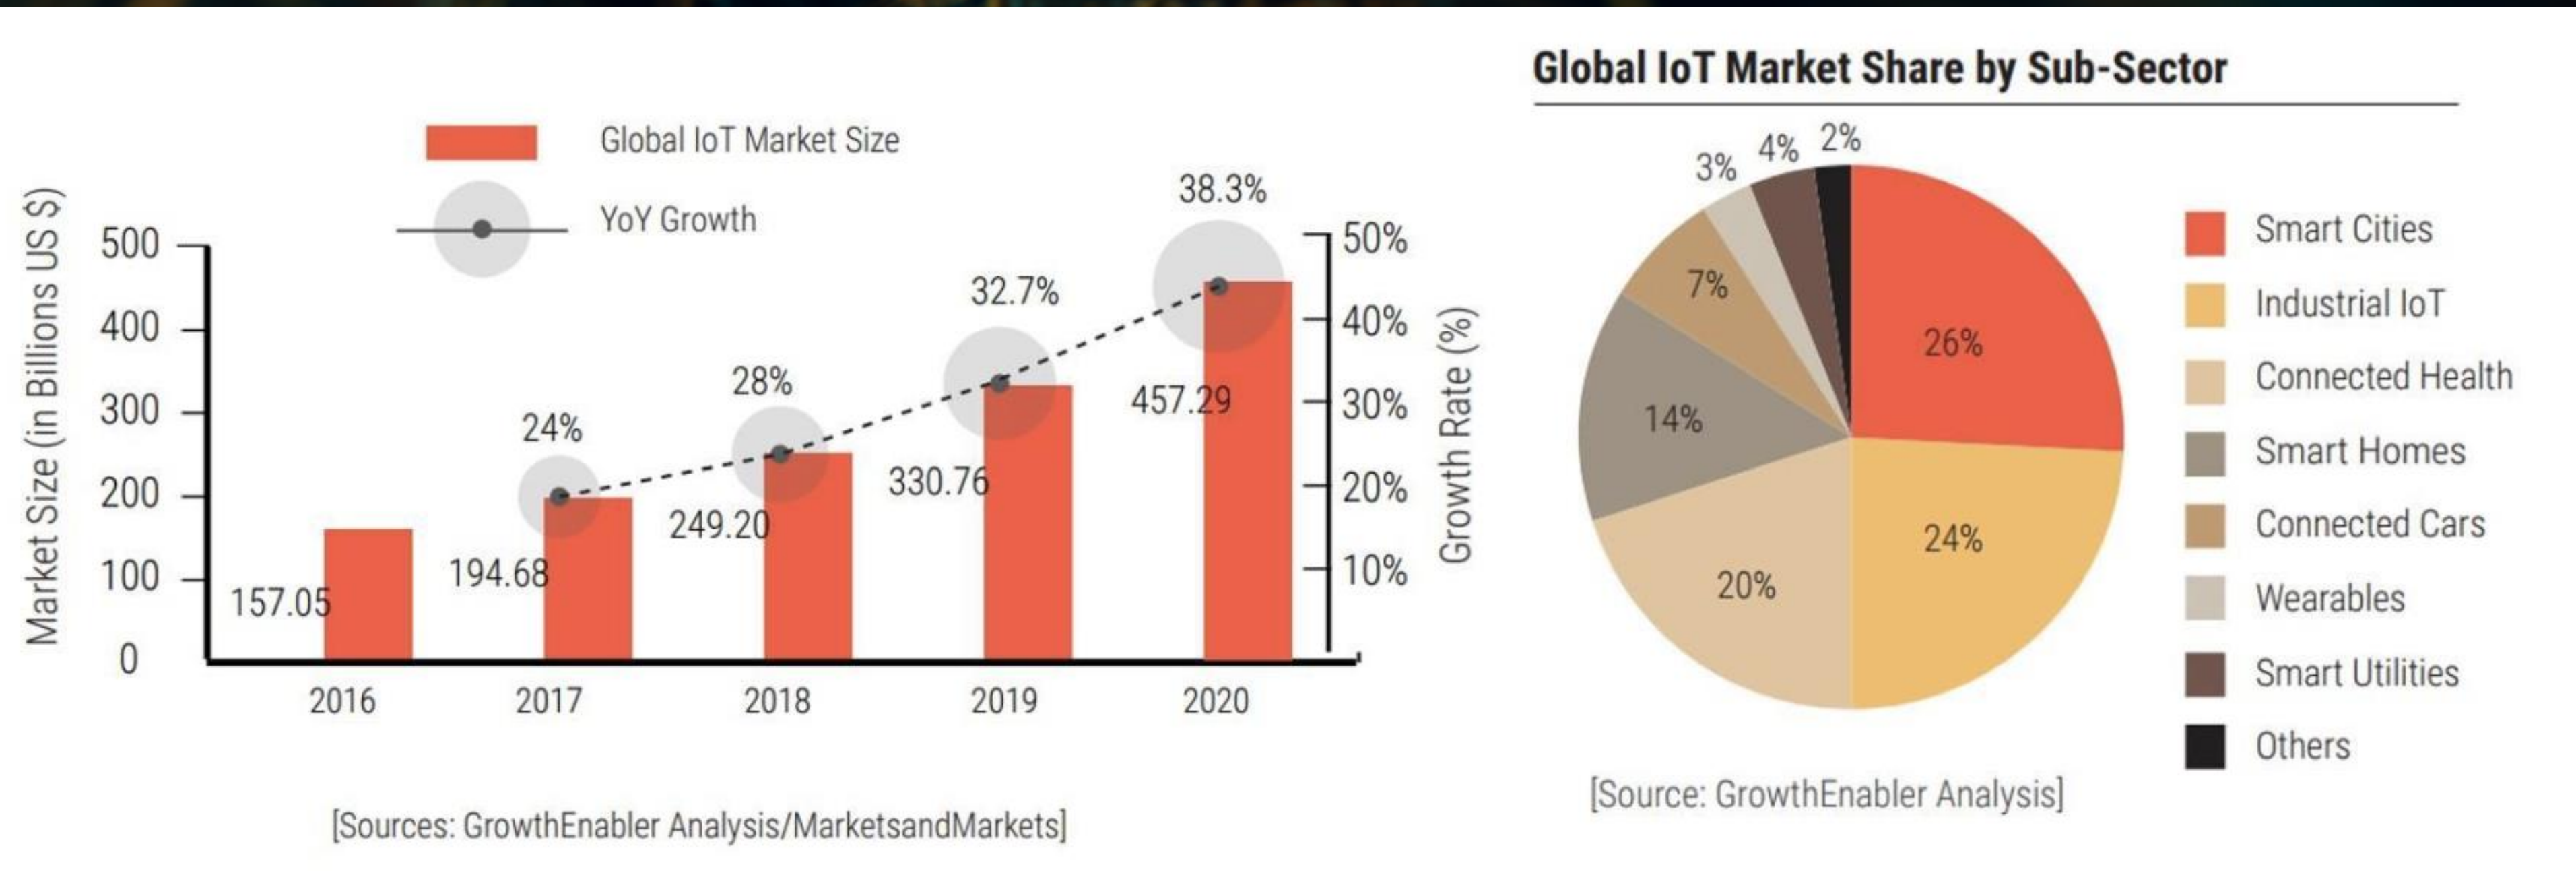 Global IoT Market Size
YoY Growth
Market Size (in Billions US $)
500
400
300
200
100
0
157.05
194.68
249.20
330.76
457.29
24%
28%
32.7%
38.3%
50%
40%
30%
20%
10%
Growth Rate (%)
2016
2017
2018
2019
2020
[Sources: GrowthEnabler Analysis/MarketsandMarkets]
Global IoT Market Share by Sub-Sector
3%
4%
2%
7%
26%
14%
24%
20%
Smart Cities
Industrial IoT
Connected Health
Smart Homes
Connected Cars
Wearables
Smart Utilities
Others
[Source: GrowthEnabler Analysis]